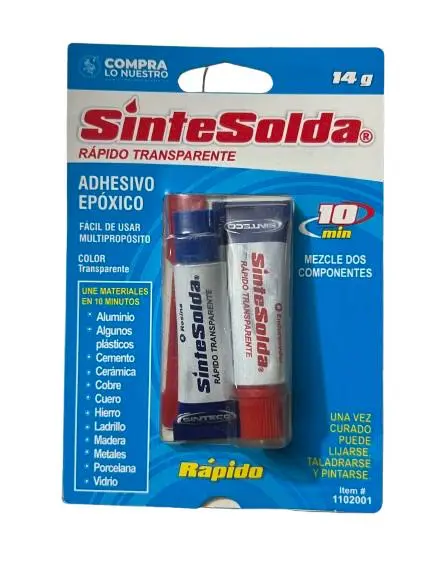 COMPRA
LO NUESTRO
14 g
SinteSolda®
RÁPIDO TRANSPARENTE
ADHESIVO
EPÓXICO
FÁCIL DE USAR
MULTIPROPÓSITO
COLOR
Transparente
UNE MATERIALES
EN 10 MINUTOS
Aluminio
Algunos
plásticos
Cemento
Cerámica
Cobre
Cuero
Hierro
Ladrillo
Madera
Metales
Porcelana
Vidrio
Resina
SinteSolda®
RÁPIDO TRANSPARENTE
SINTECO
SINTECO
SinteSolda®
RÁPIDO TRANSPARENTE
Endurecedor
10
min
MEZCLE DOS
COMPONENTES
UNA VEZ
CURADO
PUEDE
LIJARSE,
TALADRARSE
Y PINTARSE.
Rápido
Item #
1102001